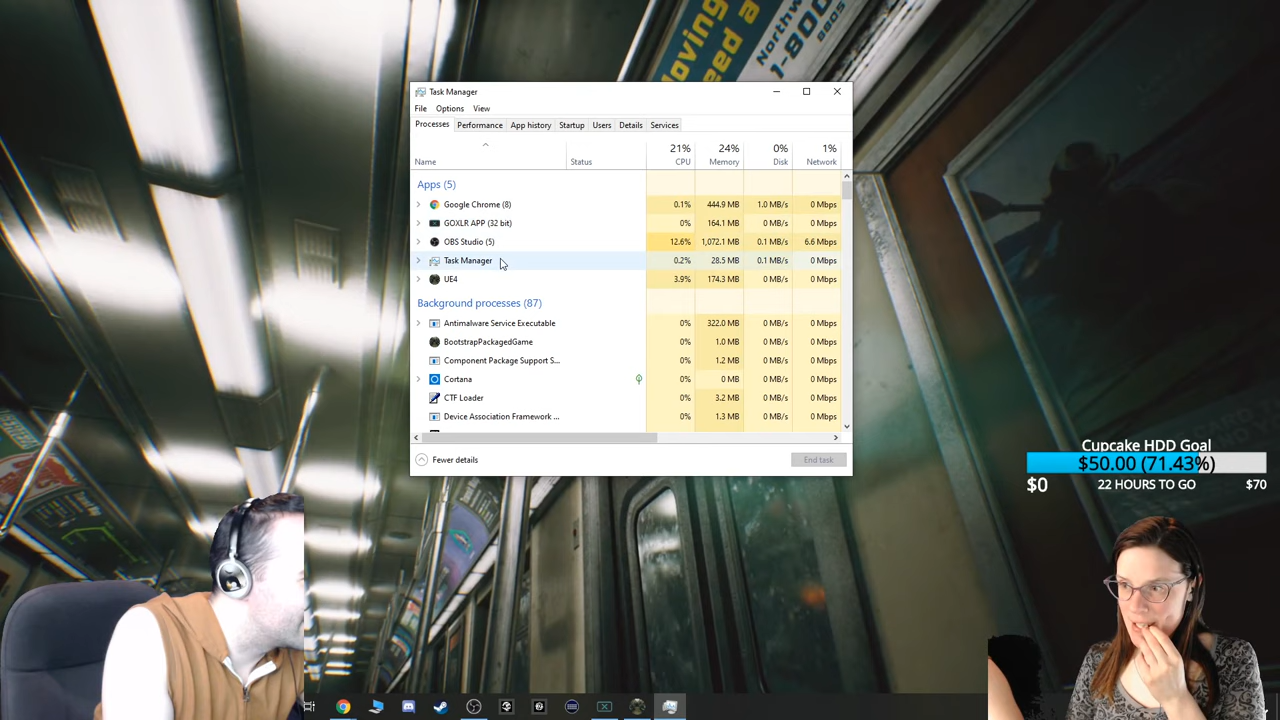 oving
eed a
Northw
1-800
8805
Task Manager
File Options View
Processes Performance App history Startup Users Details Services
21% 24% 0% 1%
Name Status CPU Memory Disk Network
Apps (5)
Google Chrome (8) 0.1% 444.9 MB 1.0 MB/s 0 Mbps
GOXLR APP (32 bit) 0% 164.1 MB 0 MB/s 0 Mbps
OBS Studio (5) 12.6% 1,072.1 MB 0.1 MB/s 6.6 Mbps
Task Manager 0.2% 28.5 MB 0.1 MB/s 0 Mbps
UE4 3.9% 174.3 MB 0 MB/s 0 Mbps
Background processes (87)
Antimalware Service Executable 0% 322.0 MB 0 MB/s 0 Mbps
BootstrapPackagedGame 0% 1.0 MB 0 MB/s 0 Mbps
Component Package Support S... 0% 1.2 MB 0 MB/s 0 Mbps
Cortana 0% 0 MB 0 MB/s 0 Mbps
CTF Loader 0% 3.2 MB 0 MB/s 0 Mbps
Device Association Framework ... 0% 1.3 MB 0 MB/s 0 Mbps
Fewer details End task
Cupcake HDD Goal
$50.00 (71.43%)
$0 22 HOURS TO GO $70